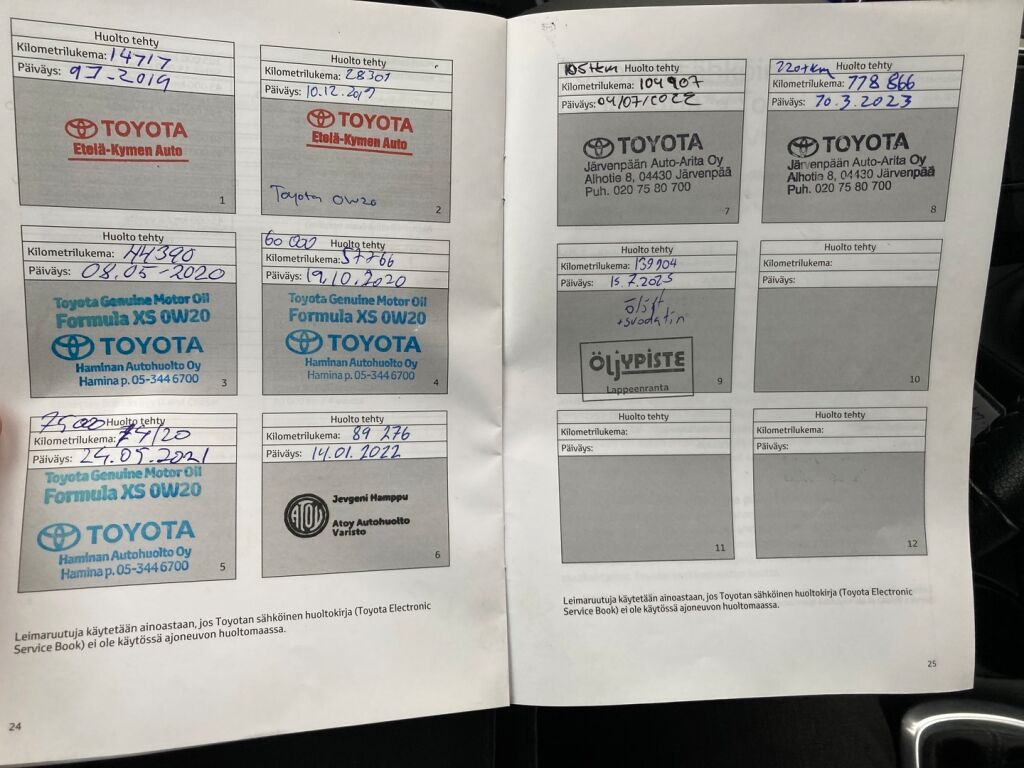 Huolto tehty
Kilometrilukema: 14717
Päiväys: 9.7-2019
TOYOTA
Etelä-Kymen Auto
1
Huolto tehty
Kilometrilukema: 28301
Päiväys: 10.12.2019
TOYOTA
Etelä-Kymen Auto
Toyota 0W20
2
Huolto tehty
Kilometrilukema: 44390
Päiväys: 08.05-2020
Toyota Genuine Motor Oil
Formula XS 0W20
TOYOTA
Haminan Autohuolto Oy
Hamina p. 05-344 6700
3
60 000 Huolto tehty
Kilometrilukema: 57766
Päiväys: 19.10.2020
Toyota Genuine Motor Oil
Formula XS 0W20
TOYOTA
Haminan Autohuolto Oy
Hamina p. 05-344 6700
4
75000 Huolto tehty
Kilometrilukema: 74120
Päiväys: 24.05.2021
Toyota Genuine Motor Oil
Formula XS 0W20
TOYOTA
Haminan Autohuolto Oy
Hamina p. 05-344 6700
5
Huolto tehty
Kilometrilukema: 89 276
Päiväys: 14.01.2022
ATOY
Jevgeni Hamppu
Atoy Autohuolto
Varisto
6
Leimaruutuja käytetään ainoastaan, jos Toyotan sähköinen huoltokirja (Toyota Electronic
Service Book) ei ole käytössä ajoneuvon huoltomaassa.
24
105tkm Huolto tehty
Kilometrilukema: 104907
Päiväys: 04/07/2022
TOYOTA
Järvenpään Auto-Arita Oy
Alhotie 8, 04430 Järvenpää
Puh. 020 75 80 700
7
120tkm Huolto tehty
Kilometrilukema: 118 866
Päiväys: 10.3.2023
TOYOTA
Järvenpään Auto-Arita Oy
Alhotie 8, 04430 Järvenpää
Puh. 020 75 80 700
8
Huolto tehty
Kilometrilukema: 139904
Päiväys: 15.7.2025
öljyt
+suodatin
ÖLJYPISTE
Lappeenranta
9
Huolto tehty
Kilometrilukema:
Päiväys:
10
Huolto tehty
Kilometrilukema:
Päiväys:
11
Huolto tehty
Kilometrilukema:
Päiväys:
12
Leimaruutuja käytetään ainoastaan, jos Toyotan sähköinen huoltokirja (Toyota Electronic
Service Book) ei ole käytössä ajoneuvon huoltomaassa.
25